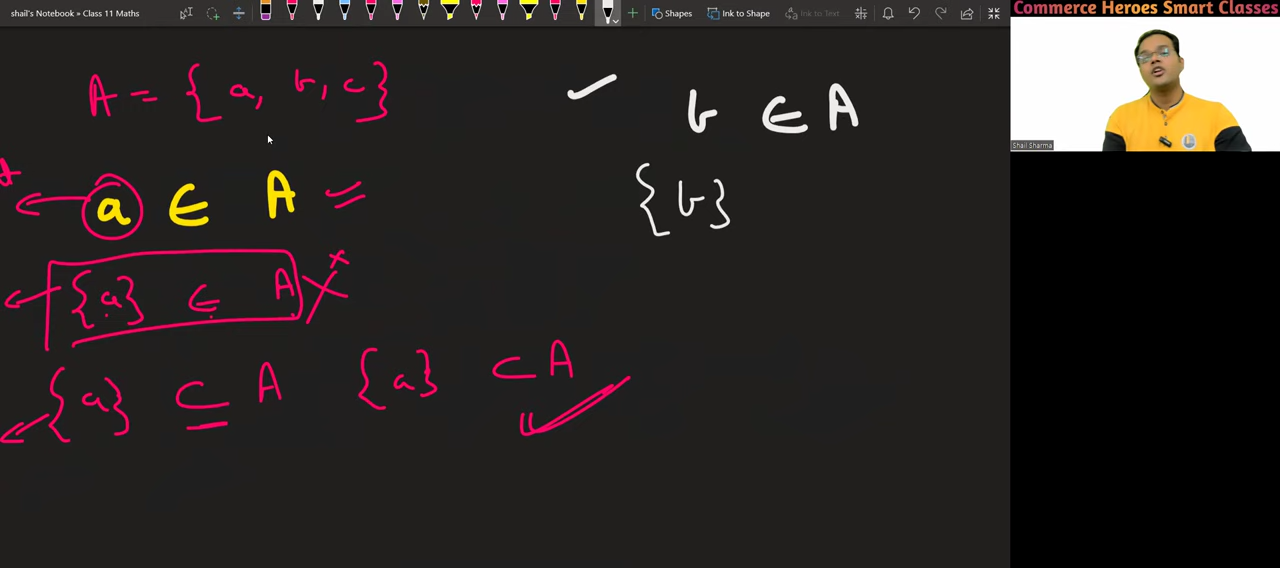 shail's Notebook » Class 11 Maths
Shapes
Ink to Shape
Ink to Text
Commerce Heroes Smart Classes
Shail Sharma
A = { a, b, c }
a ∈ A
{a} ∈ A
{a} ⊆ A {a} ⊂ A
b ∈ A
{b}